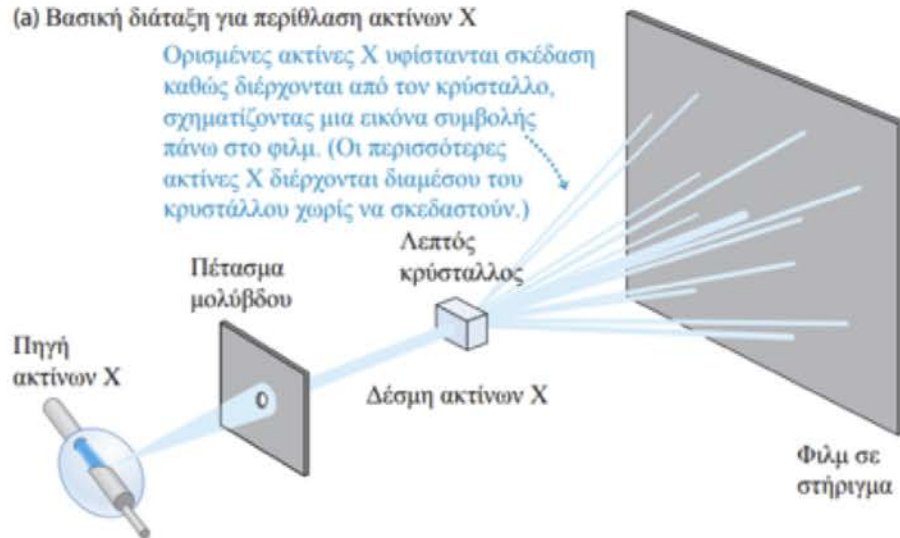 (a) Βασική διάταξη για περίθλαση ακτίνων X
Ορισμένες ακτίνες X υφίστανται σκέδαση
καθώς διέρχονται από τον κρύσταλλο,
σχηματίζοντας μια εικόνα συμβολής
πάνω στο φιλμ. (Οι περισσότερες
ακτίνες X διέρχονται διαμέσου του
κρυστάλλου χωρίς να σκεδαστούν.)
Λεπτός
κρύσταλλος
Πέτασμα
μολύβδου
Πηγή
ακτίνων X
Δέσμη ακτίνων X
Φιλμ σε
στήριγμα